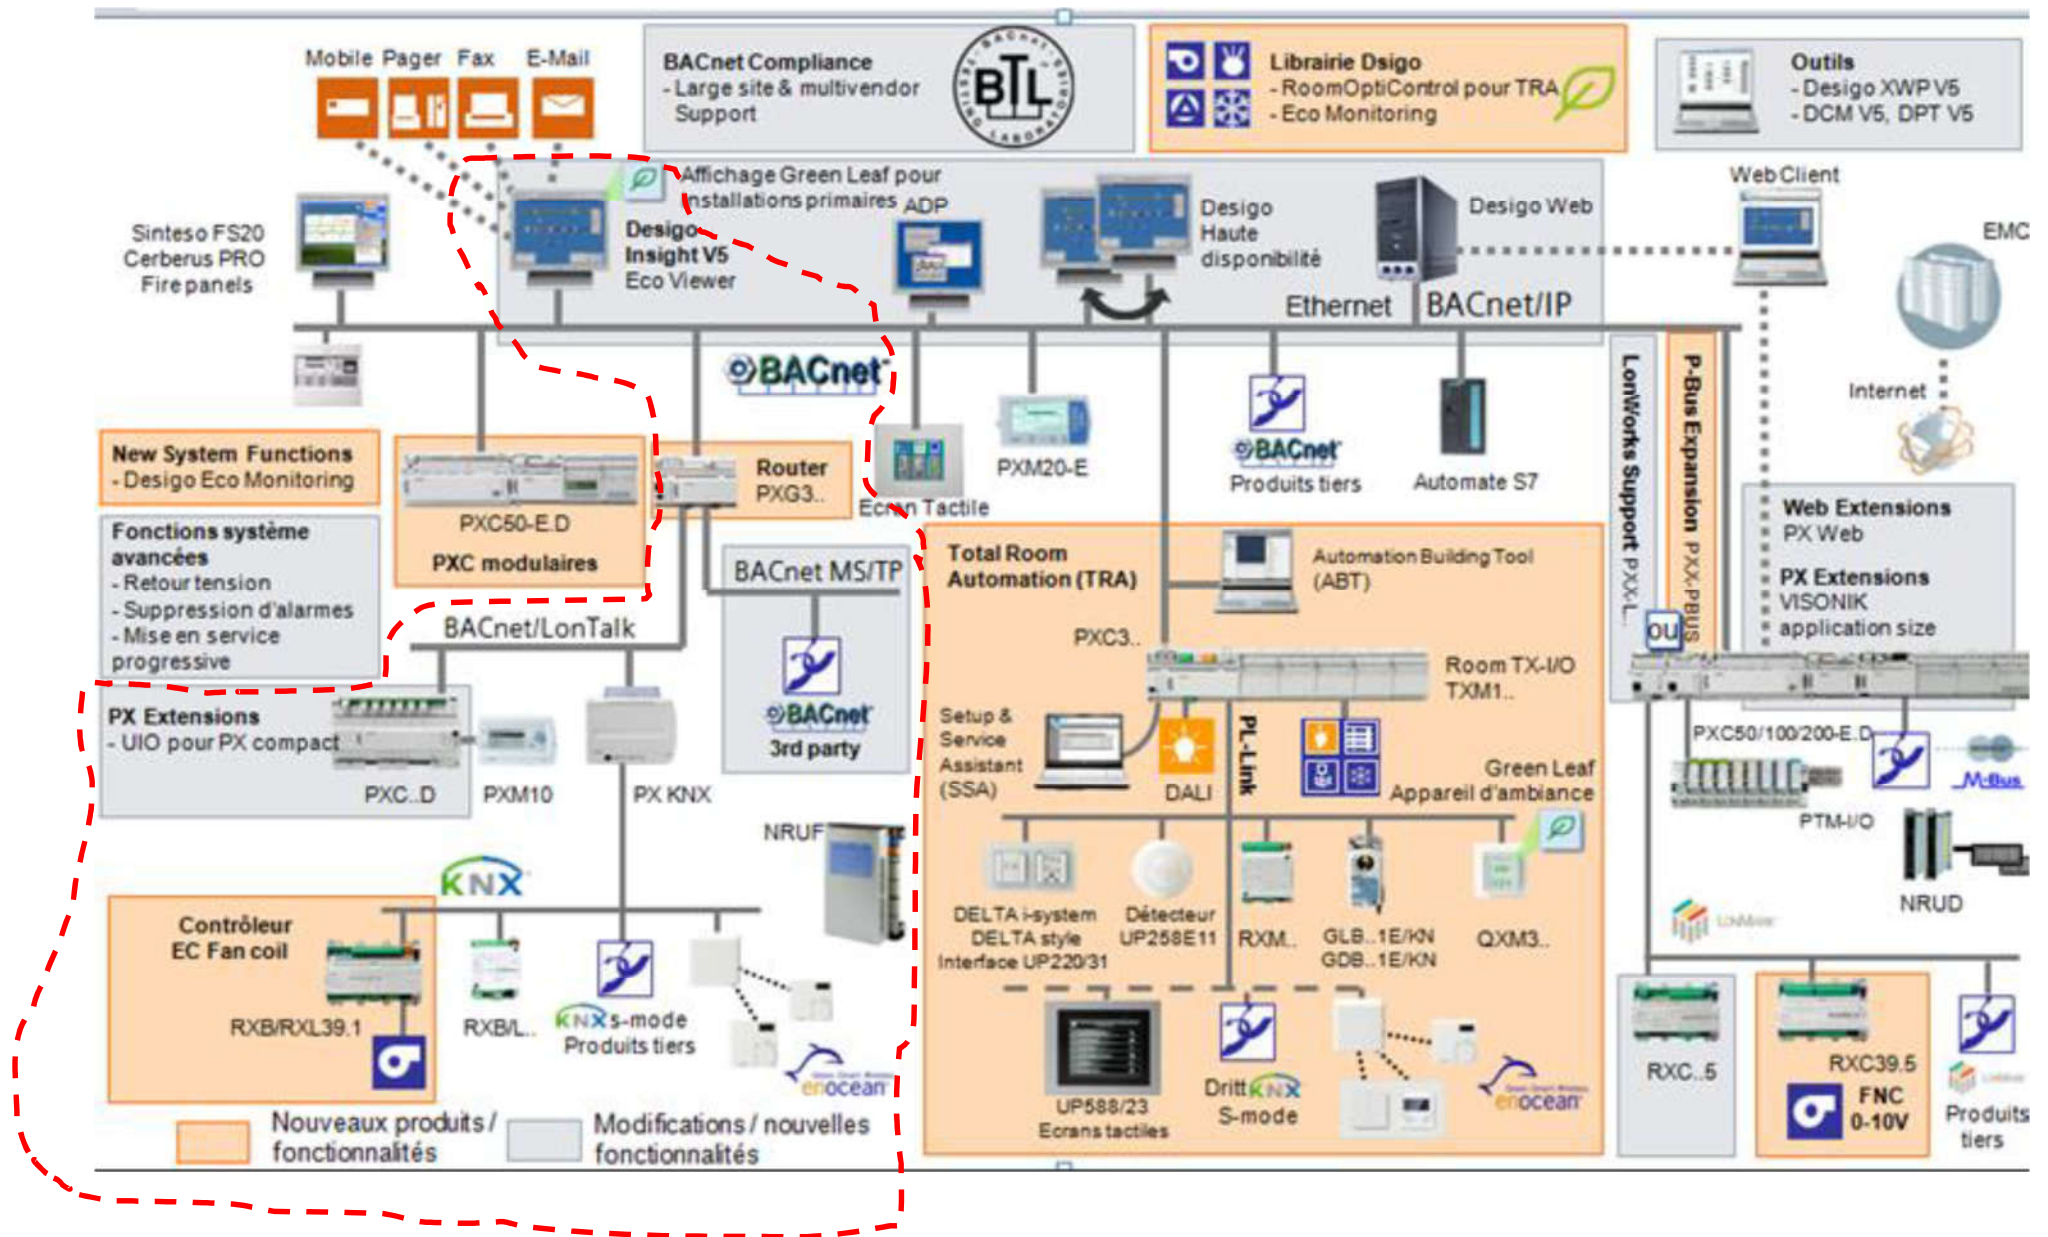 Mobile Pager Fax E-Mail
BACnet Compliance
- Large site & multivendor
Support
BACnet TESTING LABORATORIES
BTL
Librairie Dsigo
- RoomOptiControl pour TRA
- Eco Monitoring
Outils
- Desigo XWP V5
- DCM V5, DPT V5
Sinteso FS20
Cerberus PRO
Fire panels
Affichage Green Leaf pour
installations primaires
Desigo
Insight V5
Eco Viewer
ADP
Desigo
Haute
disponibilité
Desigo Web
Web Client
EMC
Internet
Ethernet
BACnet/IP
BACnet
New System Functions
- Desigo Eco Monitoring
PXC50-E.D
PXC modulaires
Router
PXG3..
Ecran Tactile
PXM20-E
BACnet
Produits tiers
Automate S7
LonWorks Support PXX-L..
P-Bus Expansion PXX-PBUS
ou
Web Extensions
PX Web
PX Extensions
VISONIK
application size
Fonctions système
avancées
- Retour tension
- Suppression d'alarmes
- Mise en service
progressive
BACnet/LonTalk
BACnet MS/TP
BACnet
3rd party
PX Extensions
- UIO pour PX compact
PXC..D
PXM10
PX KNX
NRUF
KNX
Contrôleur
EC Fan coil
RXB/RXL39.1
RXB/L..
KNX s-mode
Produits tiers
enocean
Total Room
Automation (TRA)
Automation Building Tool
(ABT)
PXC3..
Room TX-I/O
TXM1..
Setup &
Service
Assistant
(SSA)
DALI
PL-Link
Green Leaf
Appareil d'ambiance
DELTA i-system
DELTA style
Interface UP220/31
Détecteur
UP258E11
RXM..
GLB..1E/KN
GDB..1E/KN
QXM3..
UP588/23
Ecrans tactiles
Dritt KNX
S-mode
enocean
PXC50/100/200-E.D
M-Bus
PTM-I/O
NRUD
LonMark
RXC..5
RXC39.5
FNC
0-10V
Produits
tiers
Nouveaux produits /
fonctionnalités
Modifications / nouvelles
fonctionnalités